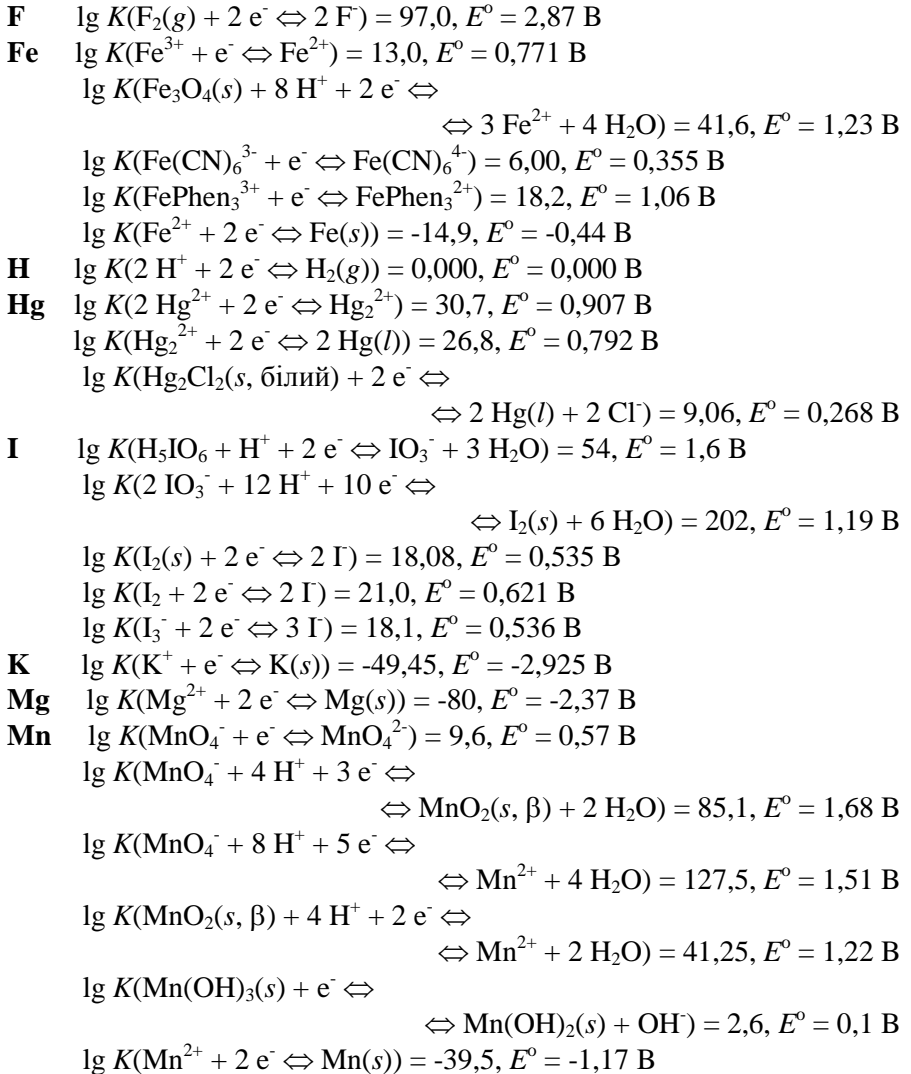 F lg K(F₂(g) + 2 e⁻ ⇔ 2 F⁻) = 97,0, E° = 2,87 В
Fe lg K(Fe³⁺ + e⁻ ⇔ Fe²⁺) = 13,0, E° = 0,771 В
lg K(Fe₃O₄(s) + 8 H⁺ + 2 e⁻ ⇔
⇔ 3 Fe²⁺ + 4 H₂O) = 41,6, E° = 1,23 В
lg K(Fe(CN)₆³⁻ + e⁻ ⇔ Fe(CN)₆⁴⁻) = 6,00, E° = 0,355 В
lg K(FePhen₃³⁺ + e⁻ ⇔ FePhen₃²⁺) = 18,2, E° = 1,06 В
lg K(Fe²⁺ + 2 e⁻ ⇔ Fe(s)) = -14,9, E° = -0,44 В
H lg K(2 H⁺ + 2 e⁻ ⇔ H₂(g)) = 0,000, E° = 0,000 В
Hg lg K(2 Hg²⁺ + 2 e⁻ ⇔ Hg₂²⁺) = 30,7, E° = 0,907 В
lg K(Hg₂²⁺ + 2 e⁻ ⇔ 2 Hg(l)) = 26,8, E° = 0,792 В
lg K(Hg₂Cl₂(s, білий) + 2 e⁻ ⇔
⇔ 2 Hg(l) + 2 Cl⁻) = 9,06, E° = 0,268 В
I lg K(H₅IO₆ + H⁺ + 2 e⁻ ⇔ IO₃⁻ + 3 H₂O) = 54, E° = 1,6 В
lg K(2 IO₃⁻ + 12 H⁺ + 10 e⁻ ⇔
⇔ I₂(s) + 6 H₂O) = 202, E° = 1,19 В
lg K(I₂(s) + 2 e⁻ ⇔ 2 I⁻) = 18,08, E° = 0,535 В
lg K(I₂ + 2 e⁻ ⇔ 2 I⁻) = 21,0, E° = 0,621 В
lg K(I₃⁻ + 2 e⁻ ⇔ 3 I⁻) = 18,1, E° = 0,536 В
K lg K(K⁺ + e⁻ ⇔ K(s)) = -49,45, E° = -2,925 В
Mg lg K(Mg²⁺ + 2 e⁻ ⇔ Mg(s)) = -80, E° = -2,37 В
Mn lg K(MnO₄⁻ + e⁻ ⇔ MnO₄²⁻) = 9,6, E° = 0,57 В
lg K(MnO₄⁻ + 4 H⁺ + 3 e⁻ ⇔
⇔ MnO₂(s, β) + 2 H₂O) = 85,1, E° = 1,68 В
lg K(MnO₄⁻ + 8 H⁺ + 5 e⁻ ⇔
⇔ Mn²⁺ + 4 H₂O) = 127,5, E° = 1,51 В
lg K(MnO₂(s, β) + 4 H⁺ + 2 e⁻ ⇔
⇔ Mn²⁺ + 2 H₂O) = 41,25, E° = 1,22 В
lg K(Mn(OH)₃(s) + e⁻ ⇔
⇔ Mn(OH)₂(s) + OH⁻) = 2,6, E° = 0,1 В
lg K(Mn²⁺ + 2 e⁻ ⇔ Mn(s)) = -39,5, E° = -1,17 В